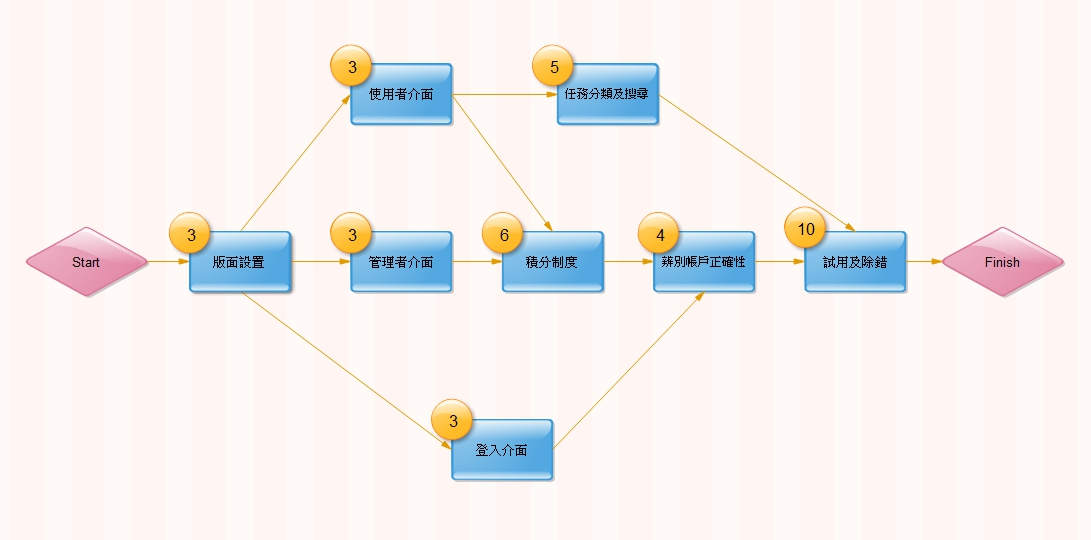 3
使用者介面
5
任務分類及搜尋
Start
3
版面設置
3
管理者介面
6
積分制度
4
辨別帳戶正確性
10
試用及除錯
Finish
3
登入介面